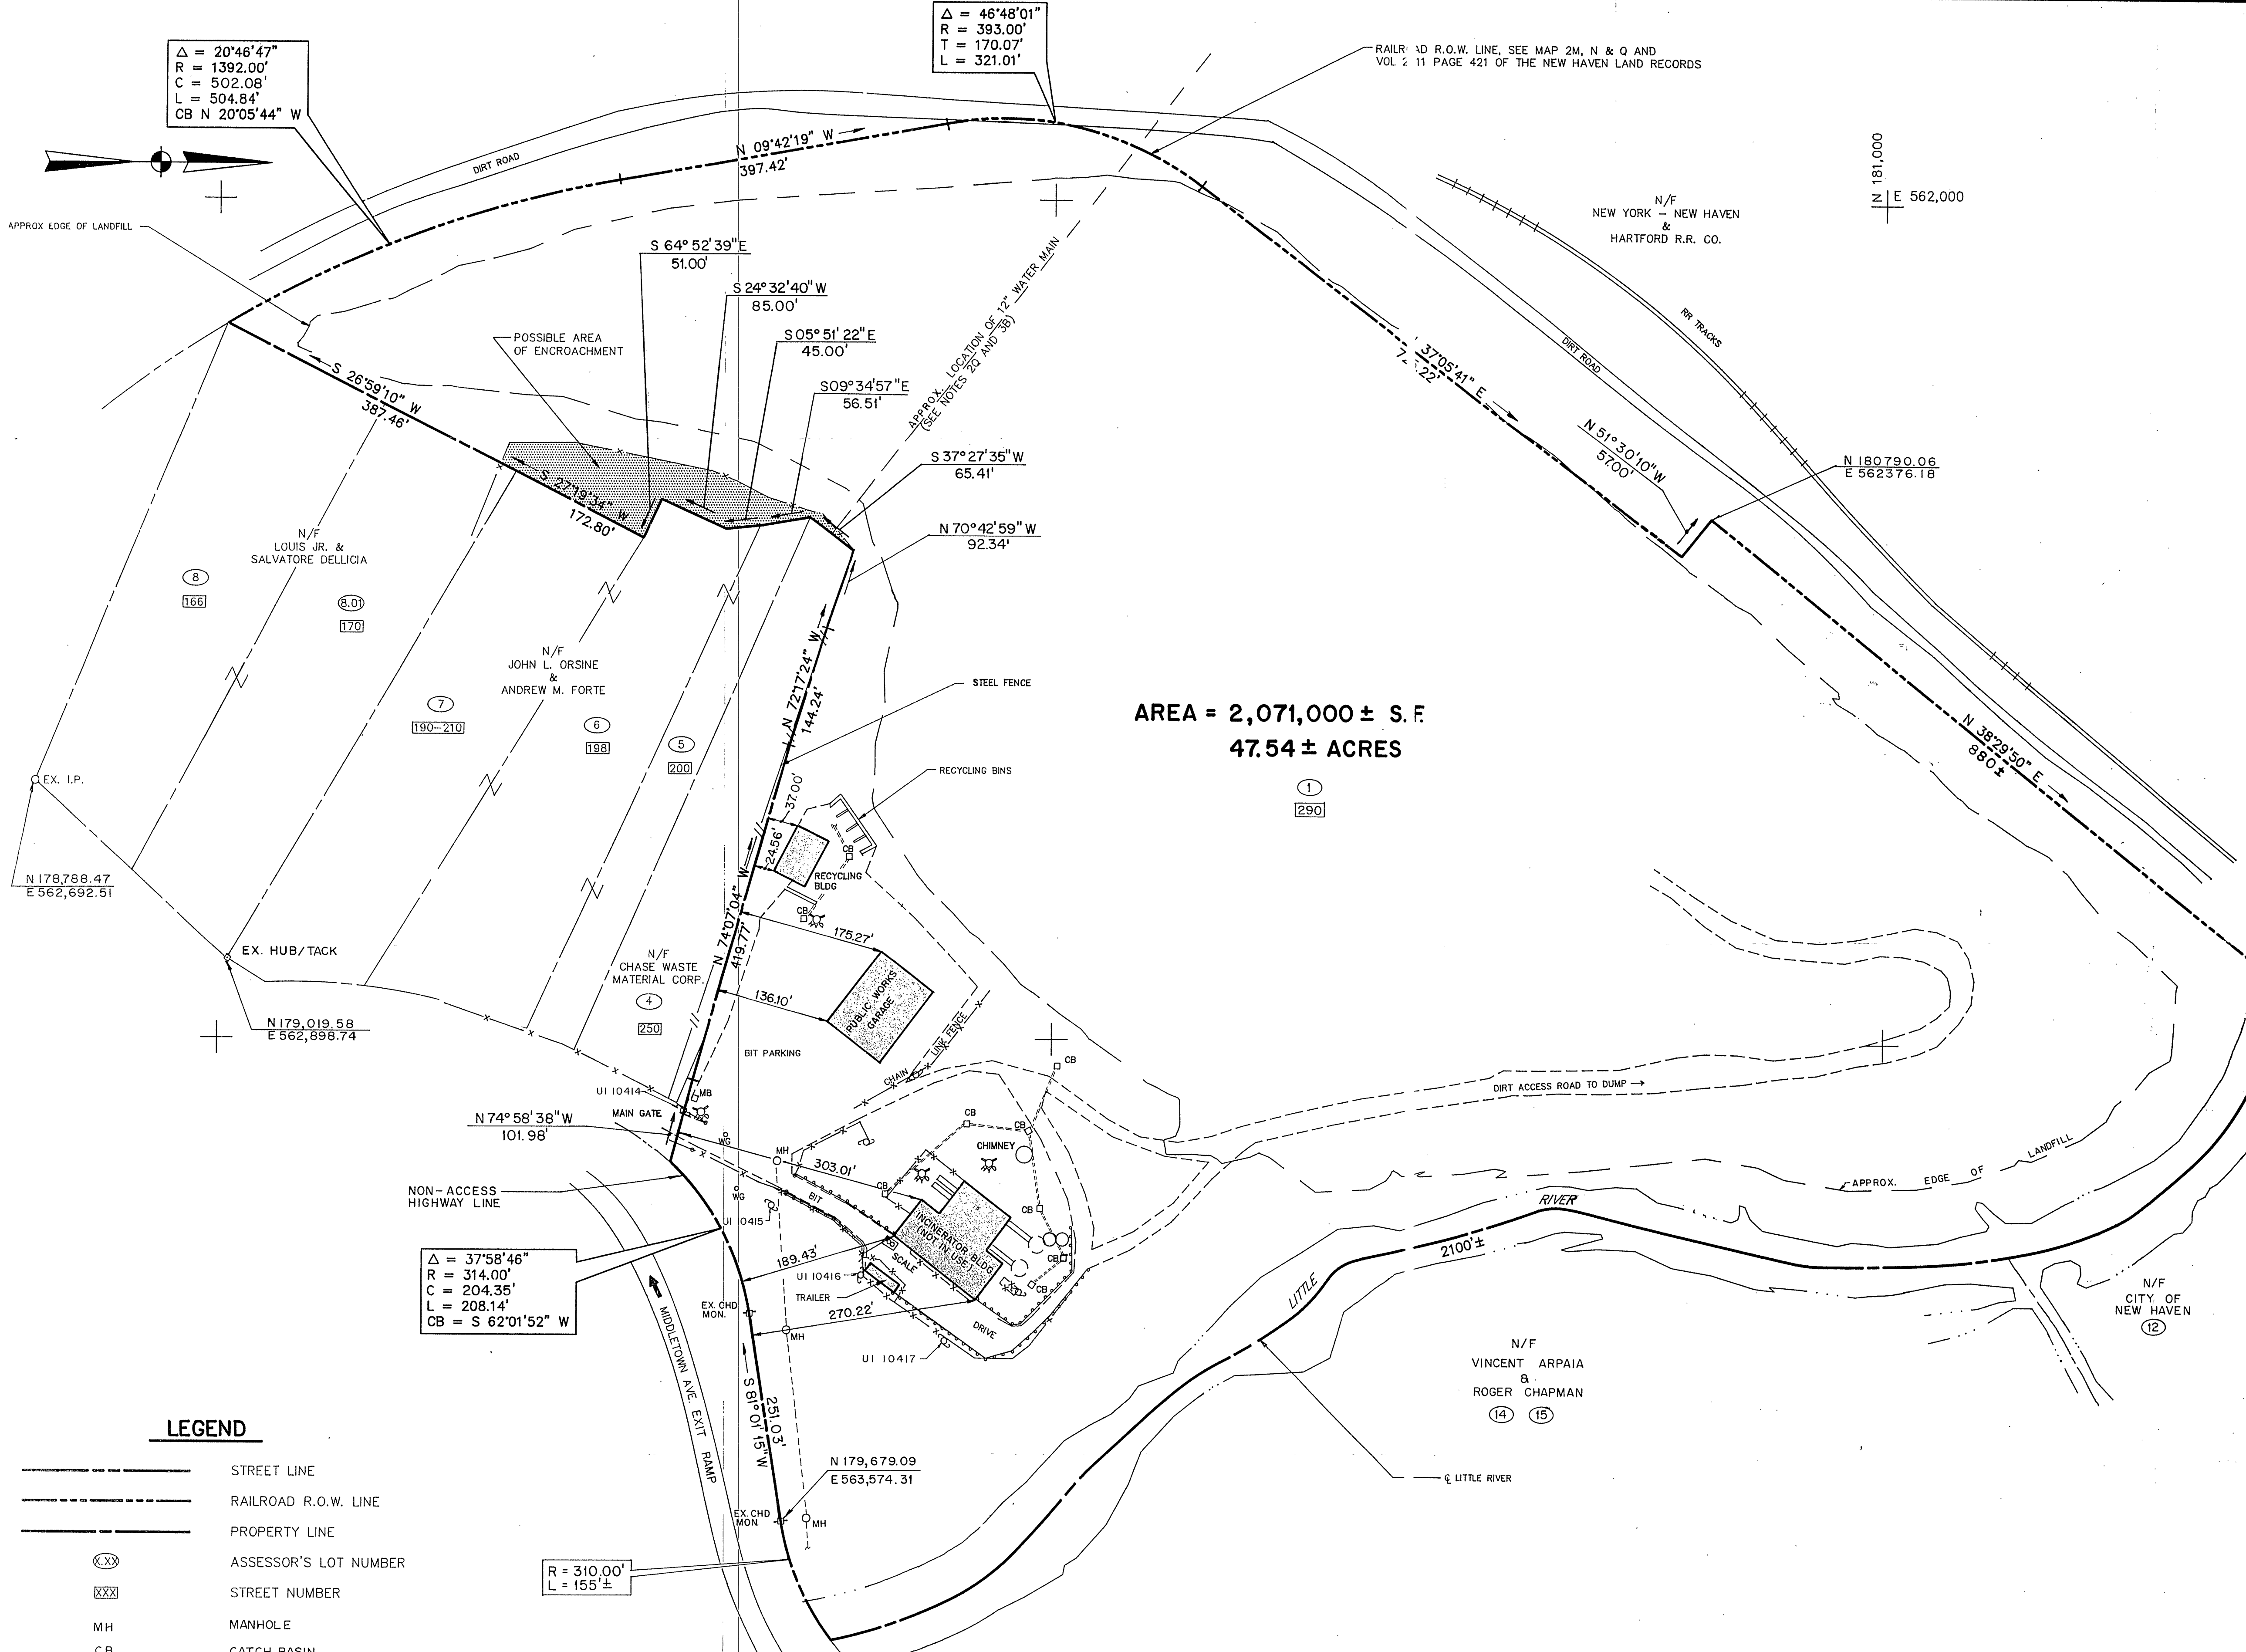 Δ = 20°46'47"
R = 1392.00'
C = 502.08'
L = 504.84'
CB N 20°05'44" W
Δ = 46°48'01"
R = 393.00'
T = 170.07'
L = 321.01'
RAILR AD R.O.W. LINE, SEE MAP 2M, N & Q AND
VOL 2 11 PAGE 421 OF THE NEW HAVEN LAND RECORDS
N 181,000
E 562,000
N/F
NEW YORK - NEW HAVEN
&
HARTFORD R.R. CO.
DIRT ROAD
N 09°42'19" W
397.42'
APPROX EDGE OF LANDFILL
S 64°52'39"E
51.00'
S 24°32'40"W
85.00'
S 05°51'22"E
45.00'
S 09°34'57"E
56.51'
S 37°27'35"W
65.41'
N 70°42'59"W
92.34'
POSSIBLE AREA
OF ENCROACHMENT
APPROX. LOCATION OF 12" WATER MAIN
(SEE NOTES 2Q AND 3B)
S 26°59'10" W
387.46'
S 27°19'34" W
172.80'
37°05'41" E
.22'
RR TRACKS
DIRT ROAD
N 51°30'10"W
57.00'
N 180790.06
E 562376.18
N 38°29'50" E
880±
N/F
LOUIS JR. &
SALVATORE DELLICIA
8
166
8.01
170
N/F
JOHN L. ORSINE
&
ANDREW M. FORTE
7
190-210
6
198
5
200
N 72°17'24" W
144.24'
STEEL FENCE
AREA = 2,071,000 ± S.F.
47.54 ± ACRES
1
290
RECYCLING BINS
37.00'
24.56'
CB
RECYCLING
BLDG
CB
EX. I.P.
N 178,788.47
E 562,692.51
EX. HUB/TACK
N 179,019.58
E 562,898.74
N 74°07'04" W
419.77'
175.27'
136.10'
PUBLIC WORKS
GARAGE
N/F
CHASE WASTE
MATERIAL CORP.
4
250
BIT PARKING
CHAIN LINK FENCE
UI 10414
MB
MAIN GATE
N 74°58'38"W
101.98'
WG
MH
303.01'
WG
UI 10415
BIT
CB
CB
CB
CB
CHIMNEY
CB
CB
CB
INCINERATOR BLDG
(NOT IN USE)
SCALE
189.43'
UI 10416
TRAILER
270.22'
DRIVE
UI 10417
MH
DIRT ACCESS ROAD TO DUMP
APPROX. EDGE OF LANDFILL
LITTLE RIVER
2100'±
NON-ACCESS
HIGHWAY LINE
Δ = 37°58'46"
R = 314.00'
C = 204.35'
L = 208.14'
CB = S 62°01'52" W
EX. CHD
MON.
MIDDLETOWN AVE. EXIT RAMP
S 81°01'15"W
251.03'
N 179,679.09
E 563,574.31
EX. CHD
MON.
MH
R = 310.00'
L = 155'±
N/F
CITY OF
NEW HAVEN
12
N/F
VINCENT ARPAIA
&
ROGER CHAPMAN
14 15
℄ LITTLE RIVER
LEGEND
STREET LINE
RAILROAD R.O.W. LINE
PROPERTY LINE
X.XX ASSESSOR'S LOT NUMBER
XXX STREET NUMBER
MH MANHOLE
CB CATCH BASIN